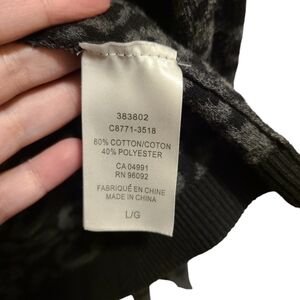 383802
C8771-3518
60% COTTON/COTON
40% POLYESTER
CA 04991
RN 96092
FABRIQUÉ EN CHINE
MADE IN CHINA
L/G